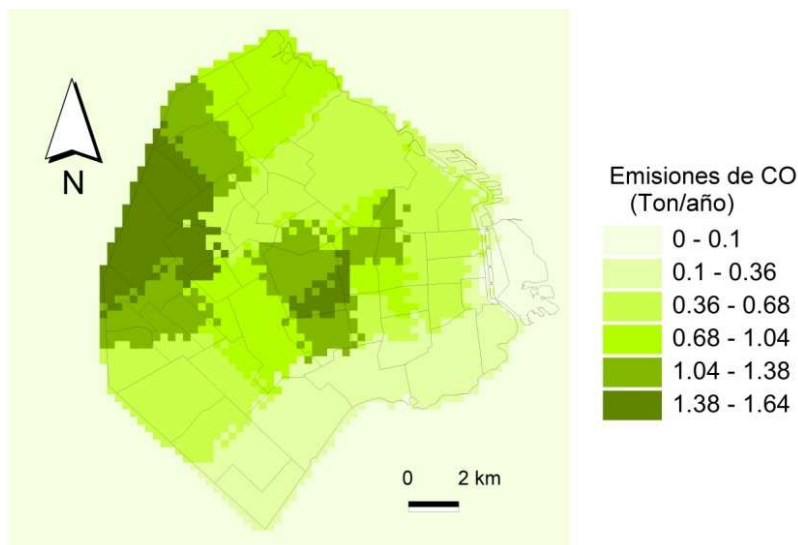 N
Emisiones de CO
(Ton/año)
0 - 0.1
0.1 - 0.36
0.36 - 0.68
0.68 - 1.04
1.04 - 1.38
1.38 - 1.64
0 2 km